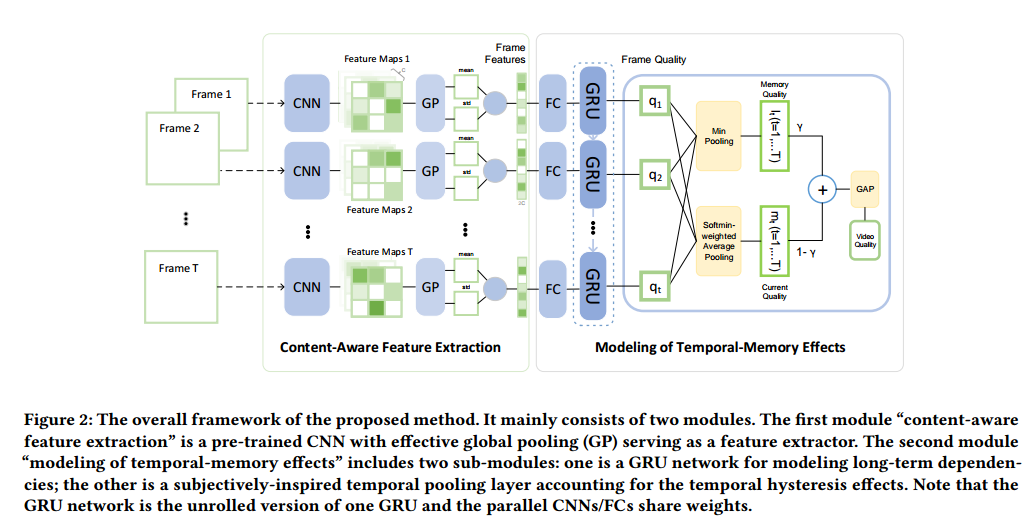 Frame 1
Frame 2
Frame T
CNN
Feature Maps 1
C
GP
mean
std
Frame
Features
CNN
Feature Maps 2
GP
mean
std
2C
CNN
Feature Maps T
GP
mean
std
Content-Aware Feature Extraction
FC
GRU
FC
GRU
FC
GRU
Frame Quality
q1
q2
qt
Min
Pooling
Softmin-
weighted
Average
Pooling
Memory
Quality
lt (i=1 ,...,T)
γ
mt (i=1 ,...,T)
Current
Quality
1- γ
+
GAP
Video
Quality
Modeling of Temporal-Memory Effects
Figure 2: The overall framework of the proposed method. It mainly consists of two modules. The first module “content-aware
feature extraction” is a pre-trained CNN with effective global pooling (GP) serving as a feature extractor. The second module
“modeling of temporal-memory effects” includes two sub-modules: one is a GRU network for modeling long-term dependen-
cies; the other is a subjectively-inspired temporal pooling layer accounting for the temporal hysteresis effects. Note that the
GRU network is the unrolled version of one GRU and the parallel CNNs/FCs share weights.